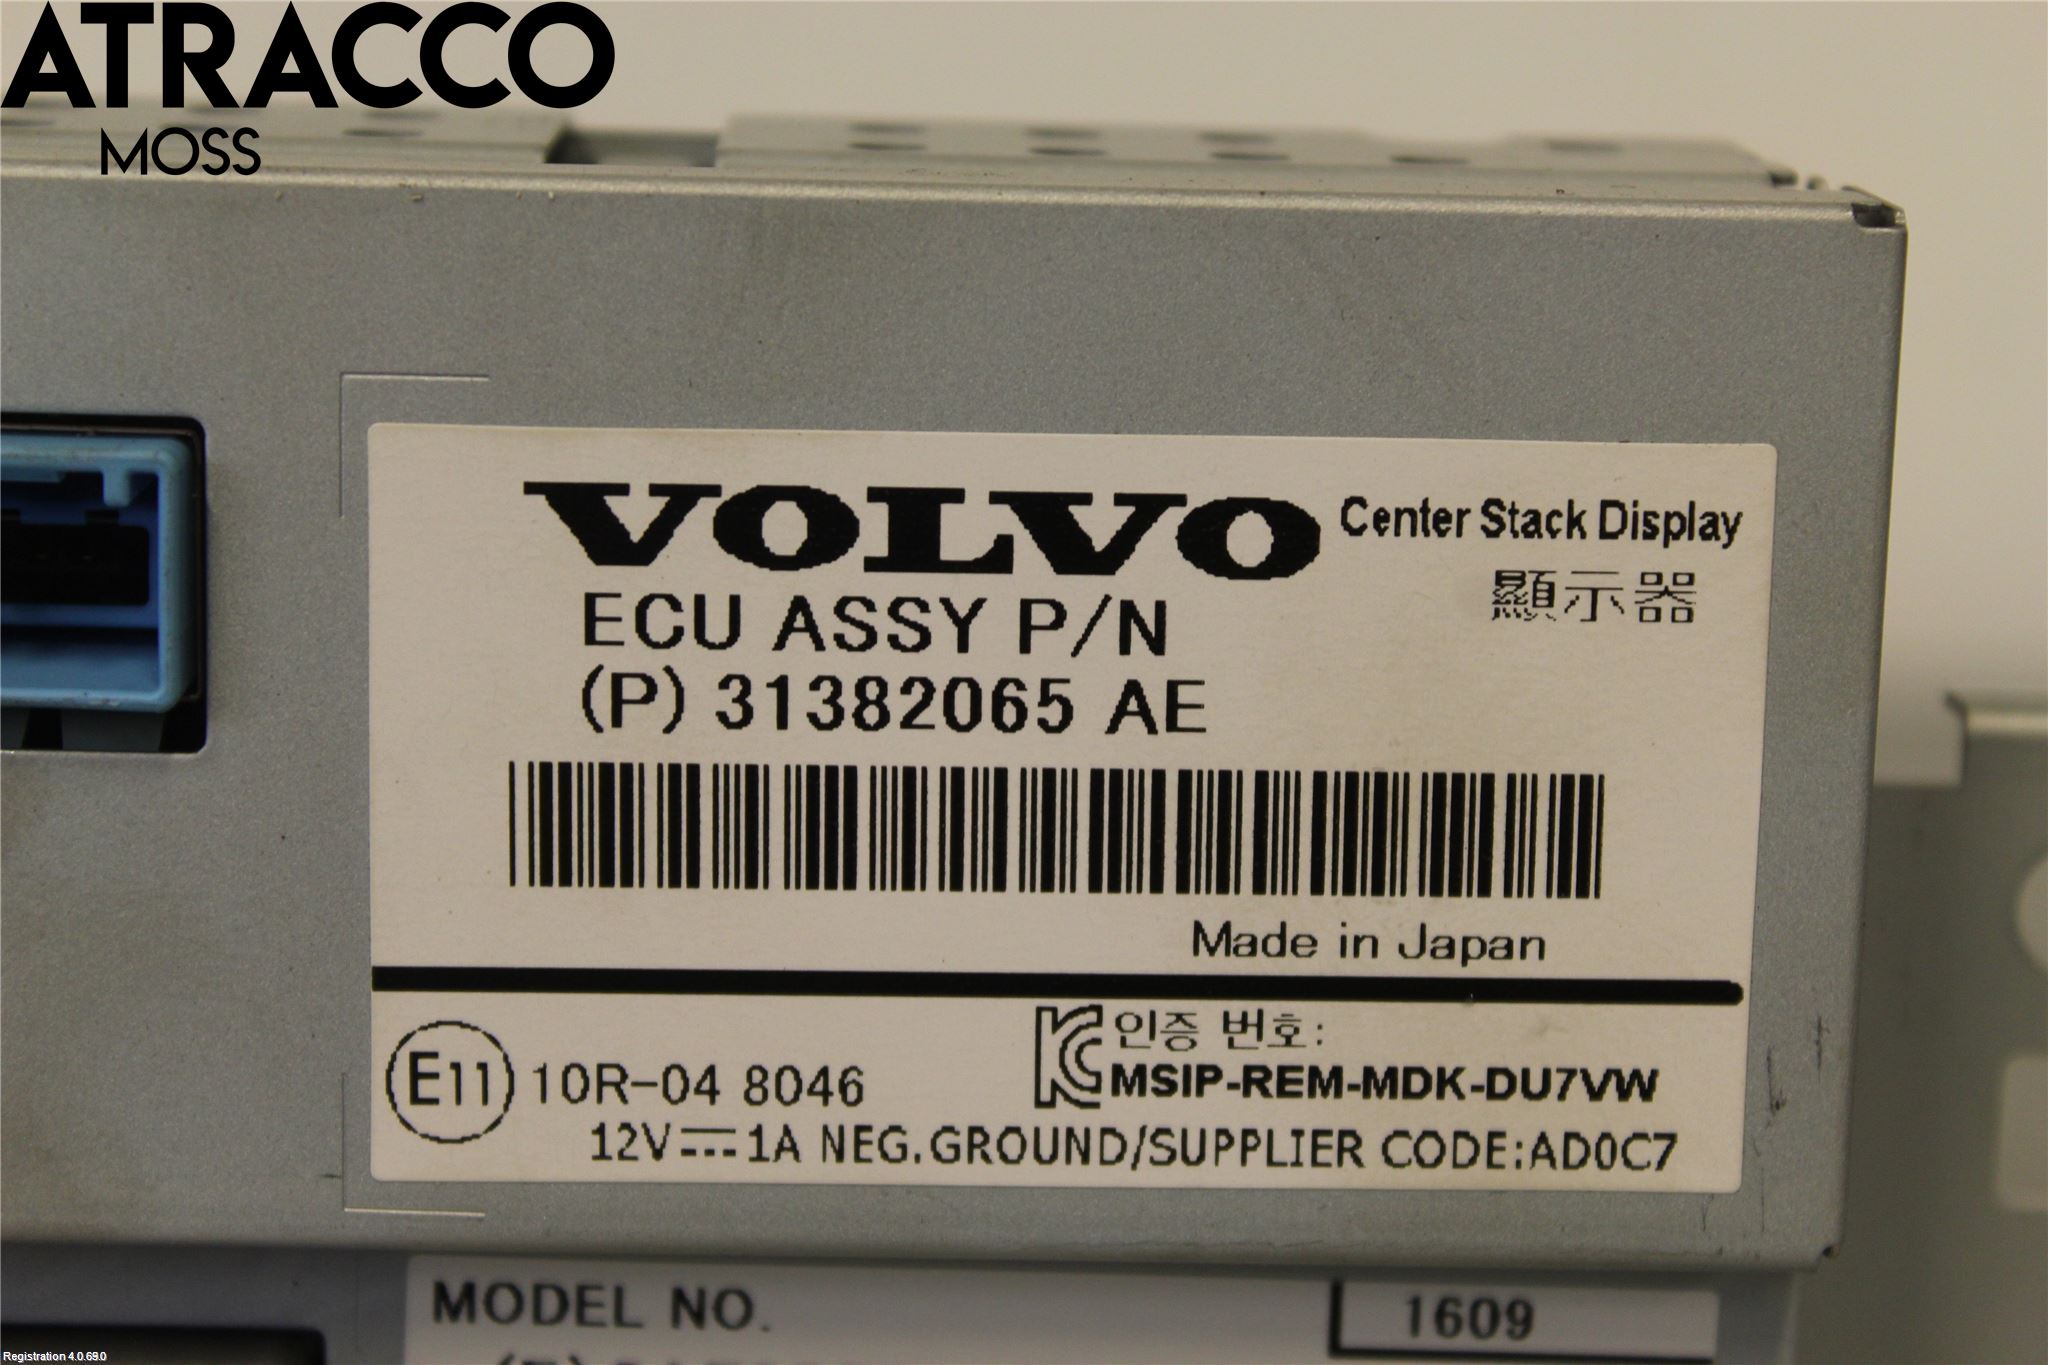 ATRACCO
MOSS
VOLVO Center Stack Display
顯示器
ECU ASSY P/N
(P) 31382065 AE
Made in Japan
E11 10R-04 8046
KC 인증 번호:
MSIP-REM-MDK-DU7VW
12V⎓1A NEG.GROUND/SUPPLIER CODE:AD0C7
MODEL NO.
1609
Registration 4.0.69.0